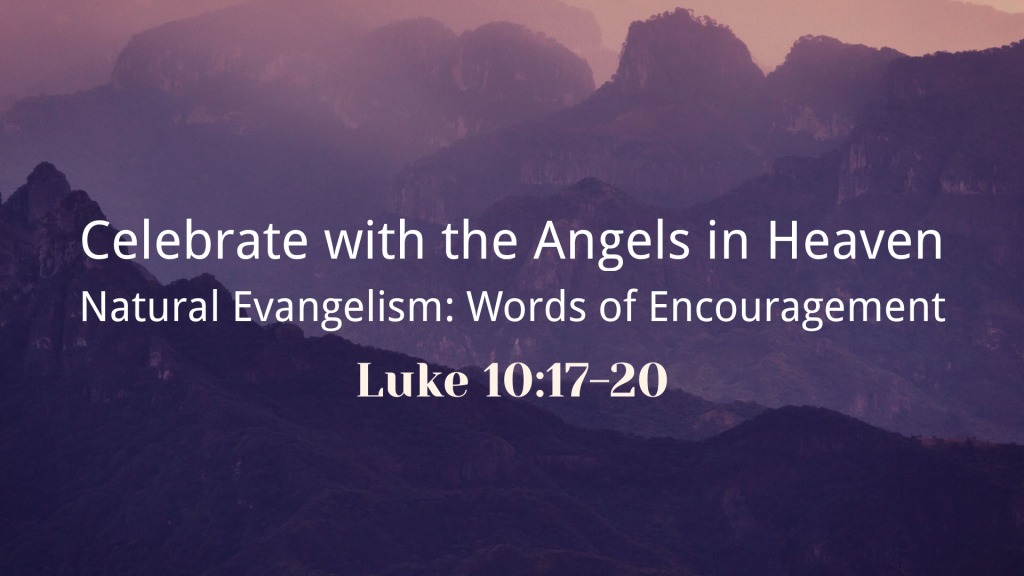 Celebrate with the Angels in Heaven
Natural Evangelism: Words of Encouragement
Luke 10:17-20